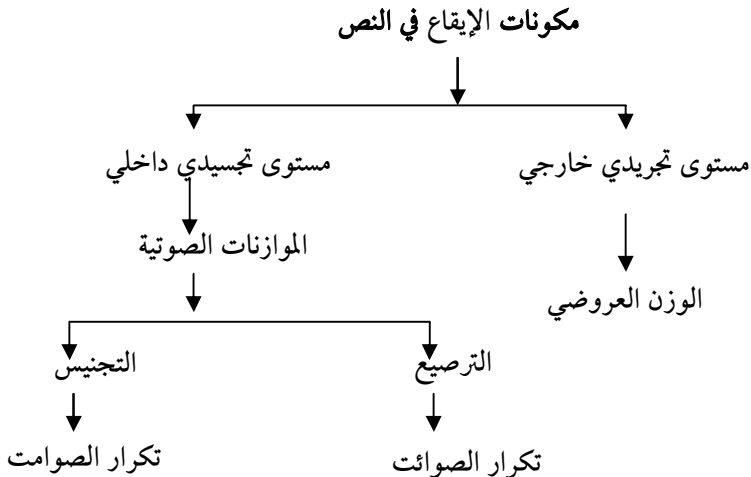 مكونات الإيقاع في النص
مستوى تجريدي خارجي
مستوى تجسيدي داخلي
الموازنات الصوتية
الوزن العروضي
الترصيع
التجنيس
تكرار الصوائت
تكرار الصوامت